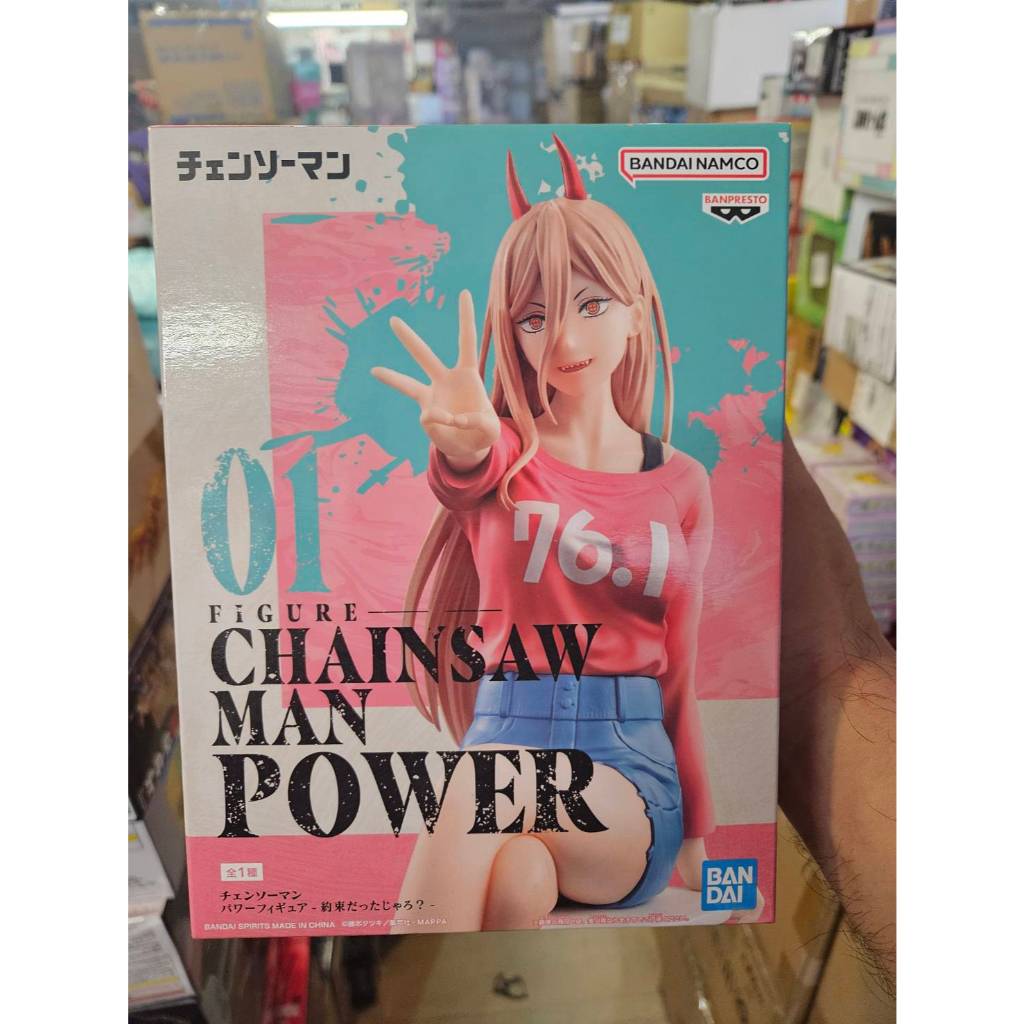 チェンソーマン
BANDAI NAMCO
BANPRESTO
76.1
01
FiGURE
CHAINSAW
MAN
POWER
全1種
チェンソーマン
パワーフィギュア -約束だったじゃろ?-
BANDAI SPIRITS MADE IN CHINA ©藤本タツキ/集英社・MAPPA
BAN
DAI